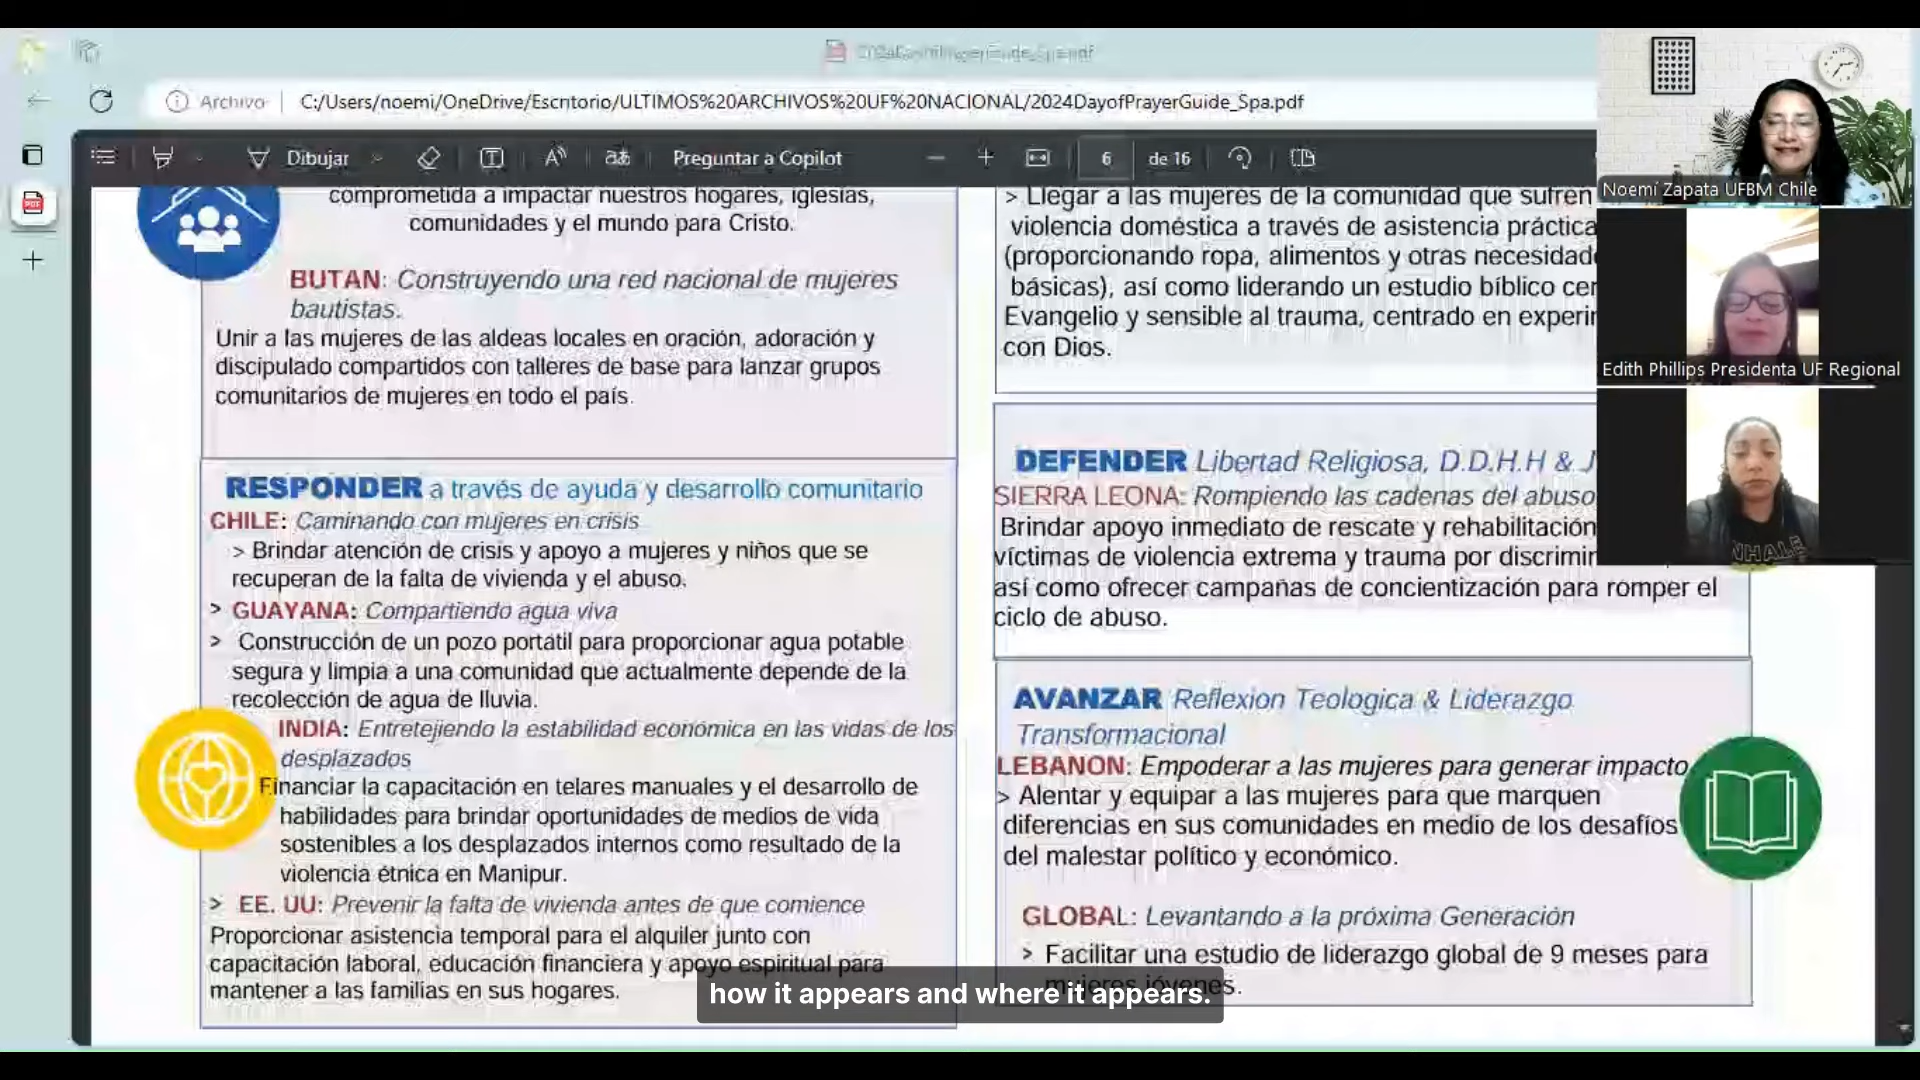 Archivo
C:/Users/noemi/OneDrive/Escritorio/ULTIMOS%20ARCHIVOS%20UF%20NACIONAL/2024DayofPrayerGuide_Spa.pdf
Dibujar
Preguntar a Copilot
6
de 16
comprometida a impactar nuestros hogares, iglesias,
comunidades y el mundo para Cristo.
BUTAN: Construyendo una red nacional de mujeres
bautistas.
Unir a las mujeres de las aldeas locales en oración, adoración y
discipulado compartidos con talleres de base para lanzar grupos
comunitarios de mujeres en todo el país.
RESPONDER a través de ayuda y desarrollo comunitario
CHILE: Caminando con mujeres en crisis
> Brindar atención de crisis y apoyo a mujeres y niños que se
recuperan de la falta de vivienda y el abuso.
> GUAYANA: Compartiendo agua viva
> Construcción de un pozo portátil para proporcionar agua potable
segura y limpia a una comunidad que actualmente depende de la
recolección de agua de lluvia.
INDIA: Entretejiendo la estabilidad económica en las vidas de los
desplazados
Financiar la capacitación en telares manuales y el desarrollo de
habilidades para brindar oportunidades de medios de vida
sostenibles a los desplazados internos como resultado de la
violencia étnica en Manipur.
> EE. UU: Prevenir la falta de vivienda antes de que comience
Proporcionar asistencia temporal para el alquiler junto con
capacitación laboral, educación financiera y apoyo espiritual para
mantener a las familias en sus hogares.
> Llegar a las mujeres de la comunidad que sufren
violencia doméstica a través de asistencia práctica
(proporcionando ropa, alimentos y otras necesidad
básicas), así como liderando un estudio bíblico cen
Evangelio y sensible al trauma, centrado en experi
con Dios.
DEFENDER Libertad Religiosa, D.D.H.H & J
SIERRA LEONA: Rompiendo las cadenas del abuso
Brindar apoyo inmediato de rescate y rehabilitación
víctimas de violencia extrema y trauma por discrimin
así como ofrecer campañas de concientización para romper el
ciclo de abuso.
AVANZAR Reflexion Teologica & Liderazgo
Transformacional
LEBANON: Empoderar a las mujeres para generar impacto
> Alentar y equipar a las mujeres para que marquen
diferencias en sus comunidades en medio de los desafíos
del malestar político y económico.
GLOBAL: Levantando a la próxima Generación
> Facilitar una estudio de liderazgo global de 9 meses para
mujeres jóvenes.
how it appears and where it appears.
Noemí Zapata UFBM Chile
Edith Phillips Presidenta UF Regional